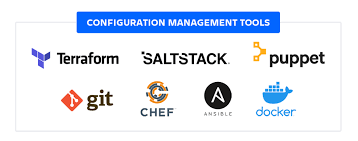 CONFIGURATION MANAGEMENT TOOLS
Terraform SALTSTACK. puppet
git CHEF ANSIBLE docker